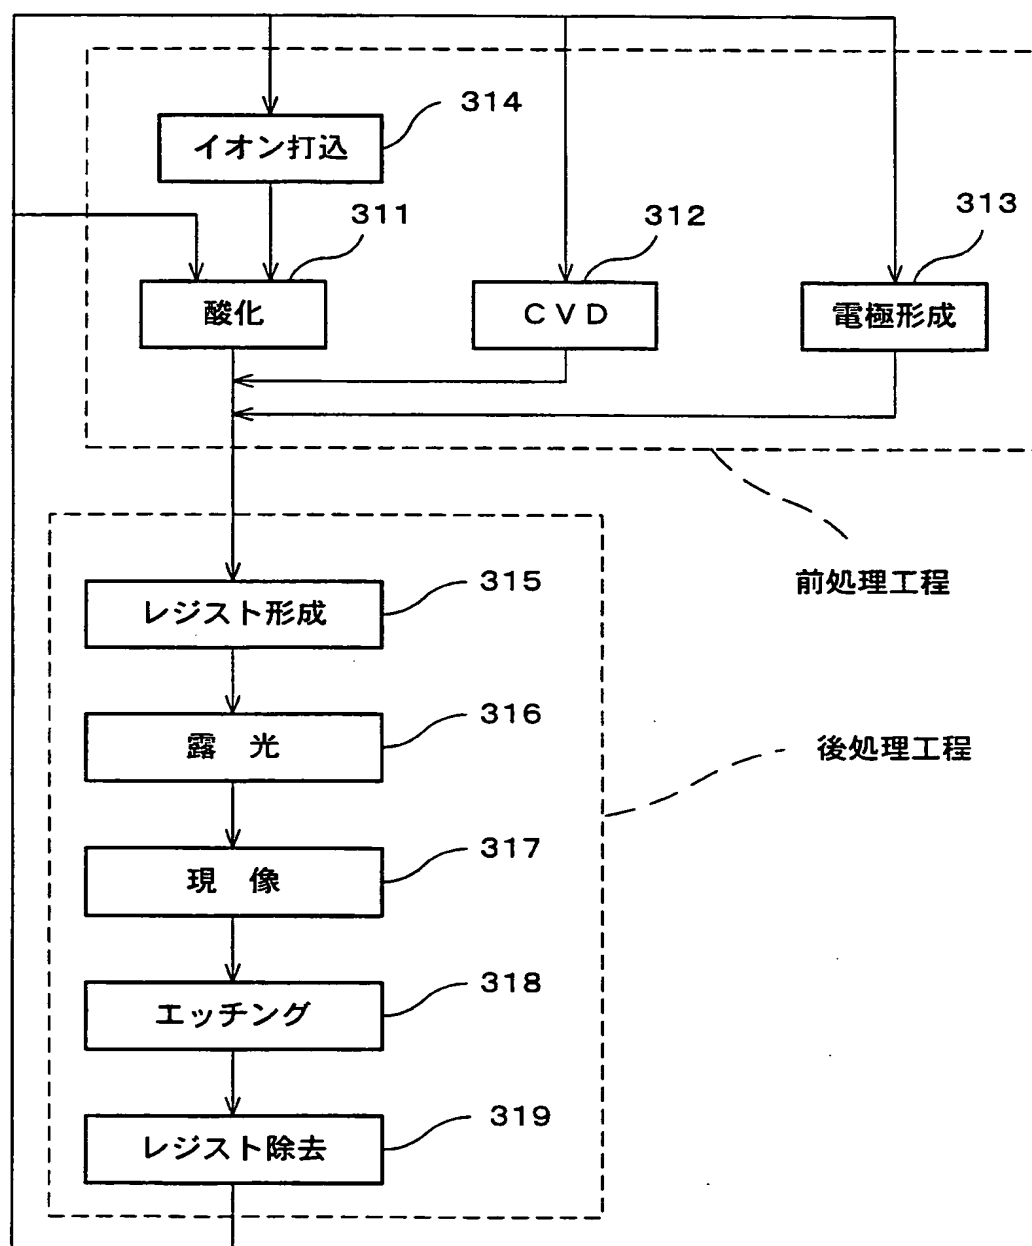 314
イオン打込
311
312
313
酸化
CVD
電極形成
前処理工程
315
レジスト形成
316
露 光
後処理工程
317
現 像
318
エッチング
319
レジスト除去